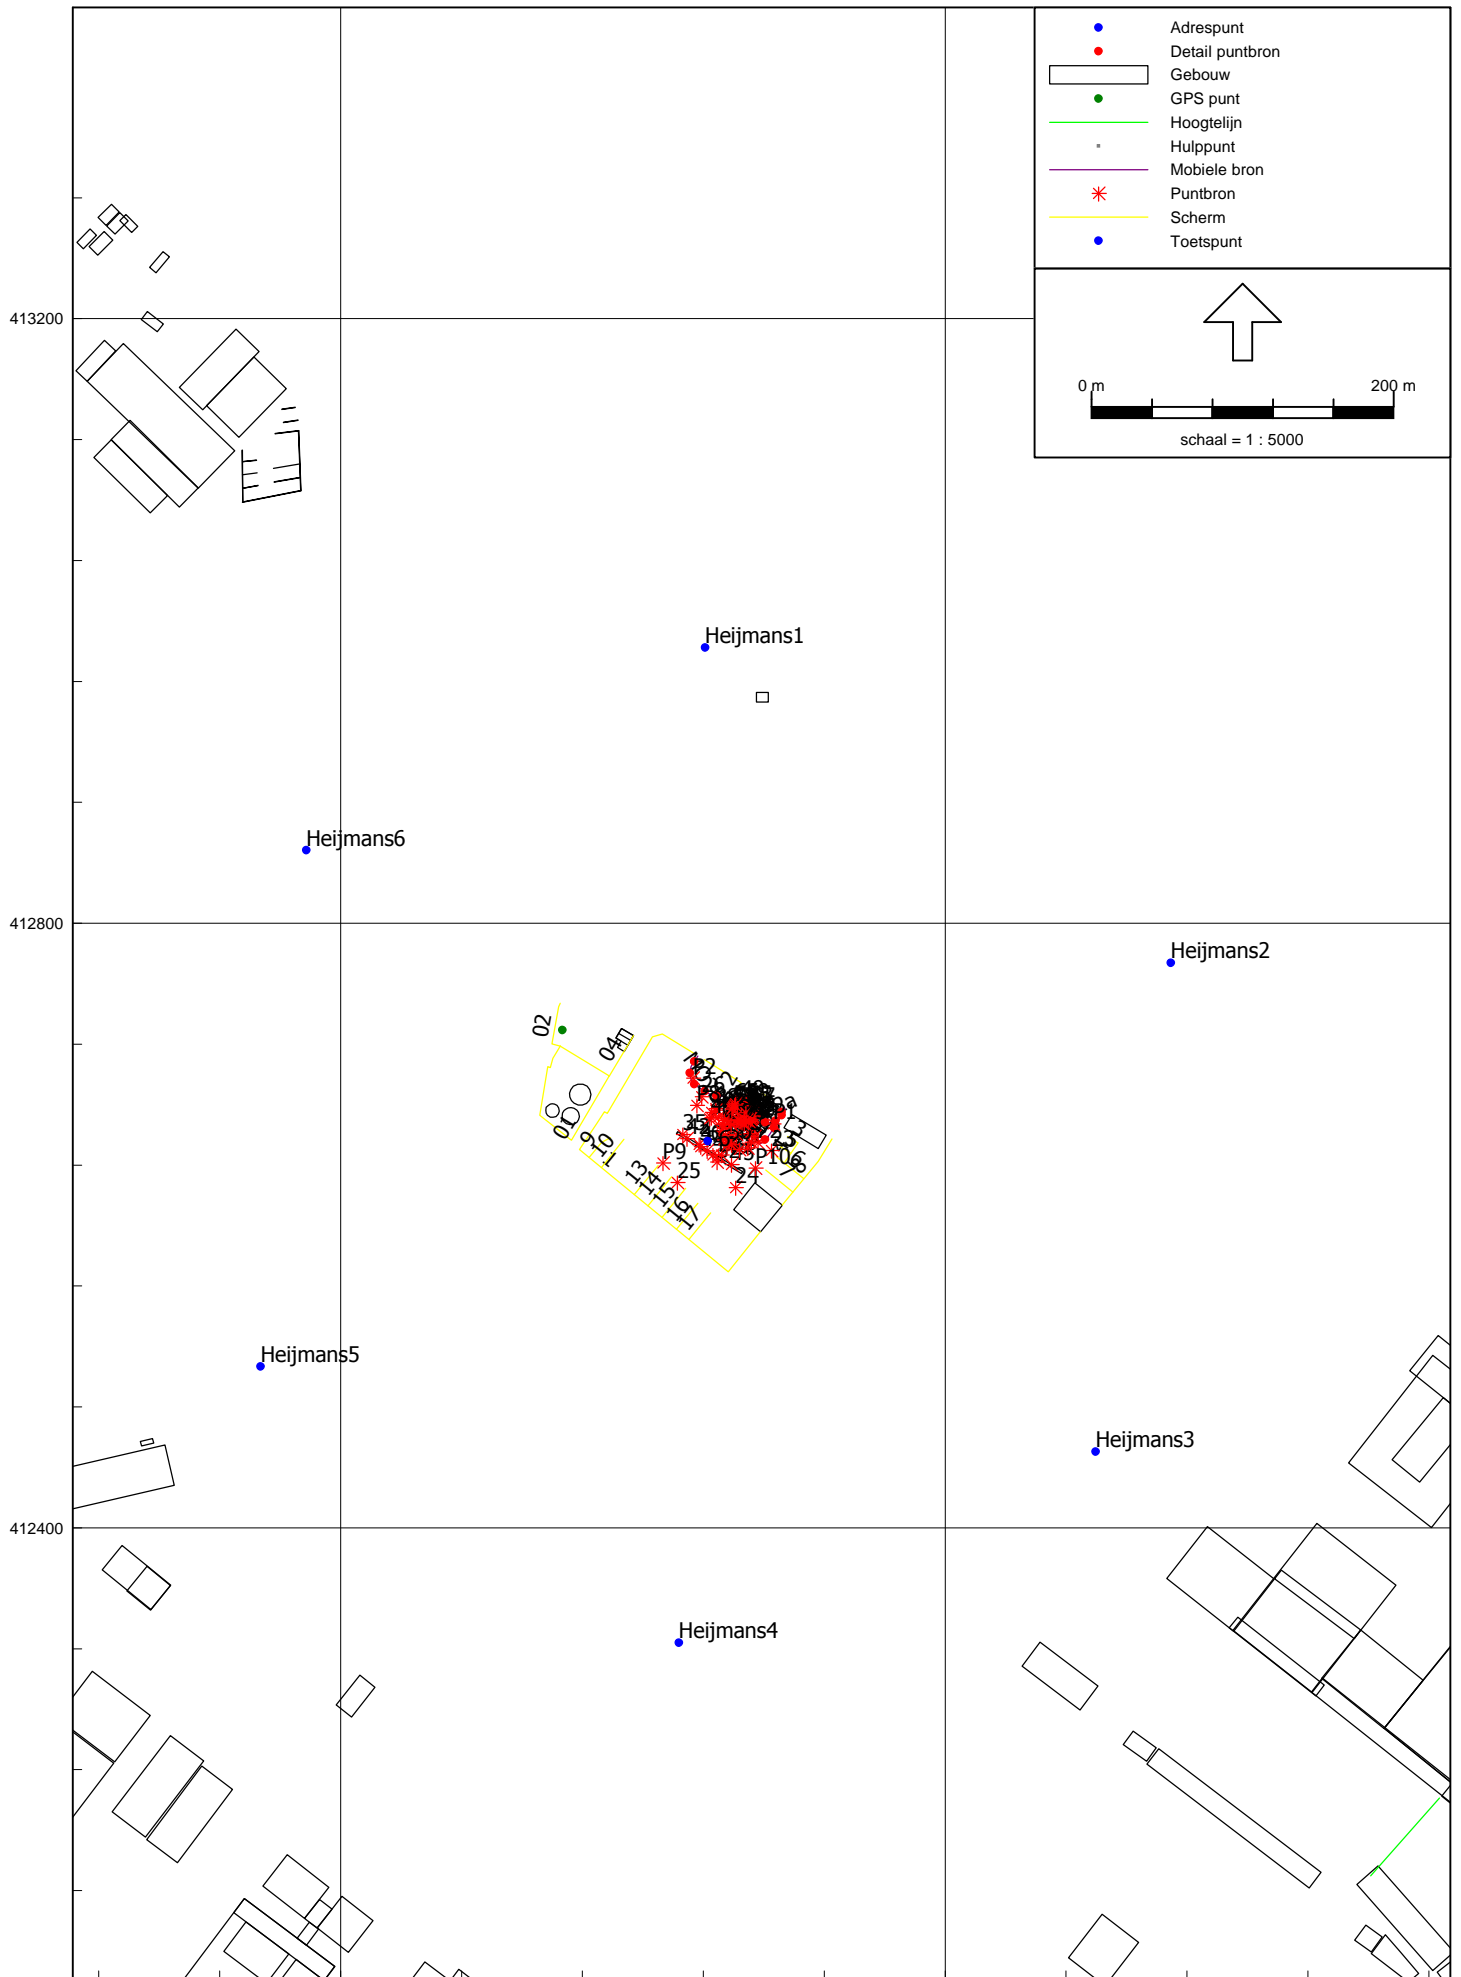 Adrespunt
Detail puntbron
Gebouw
GPS punt
Hoogtelijn
Hulppunt
Mobiele bron
Puntbron
Scherm
Toetspunt
413200
0 m 200 m
schaal = 1 : 5000
Heijmans1
Heijmans6
412800
Heijmans2
02
04
P2
01
9
10
11
P9
25
13
14
15
16
17
24
P106
Heijmans5
Heijmans3
412400
Heijmans4